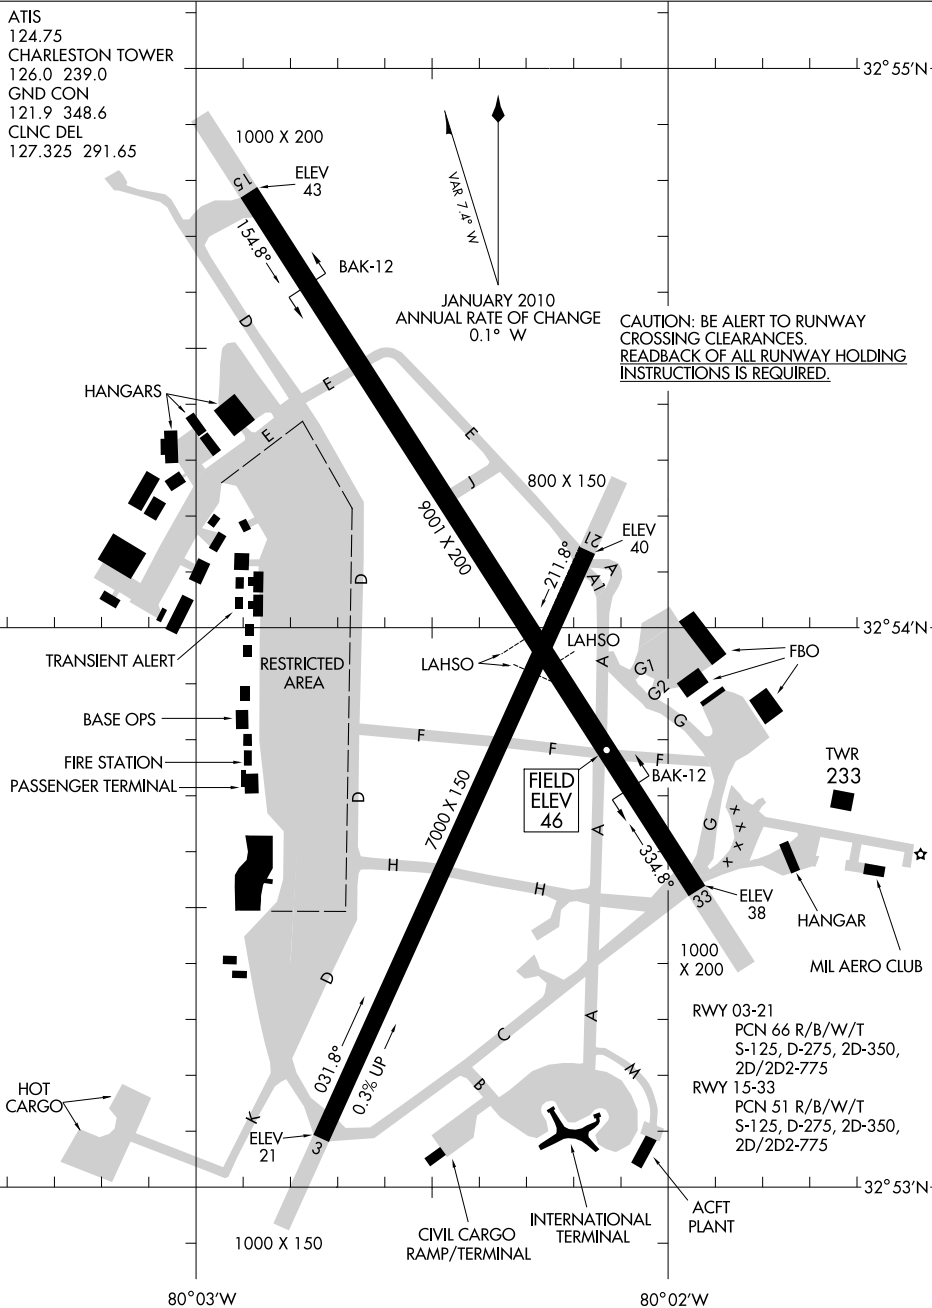 ATIS
124.75
CHARLESTON TOWER
126.0 239.0
GND CON
121.9 348.6
CLNC DEL
127.325 291.65
32°55'N
1000 X 200
15
ELEV
43
154.8°
BAK-12
VAR 7.4° W
JANUARY 2010
ANNUAL RATE OF CHANGE
0.1° W
CAUTION: BE ALERT TO RUNWAY
CROSSING CLEARANCES.
READBACK OF ALL RUNWAY HOLDING
INSTRUCTIONS IS REQUIRED.
D
HANGARS
E
E
E
J
800 X 150
9001 X 200
21
ELEV
40
211.8°
A
A1
D
32°54'N
TRANSIENT ALERT
RESTRICTED
AREA
LAHSO
LAHSO
A
G1
G2
G
FBO
BASE OPS
F
F
F
FIRE STATION
PASSENGER TERMINAL
FIELD
ELEV
46
BAK-12
TWR
233
D
7000 X 150
A
G
X
X
X
X
334.8°
H
H
33
ELEV
38
HANGAR
MIL AERO CLUB
1000
X 200
D
C
A
RWY 03-21
PCN 66 R/B/W/T
S-125, D-275, 2D-350,
2D/2D2-775
RWY 15-33
PCN 51 R/B/W/T
S-125, D-275, 2D-350,
2D/2D2-775
031.8°
0.3% UP
M
B
HOT
CARGO
K
ELEV
21
3
32°53'N
1000 X 150
CIVIL CARGO
RAMP/TERMINAL
INTERNATIONAL
TERMINAL
ACFT
PLANT
80°03'W
80°02'W